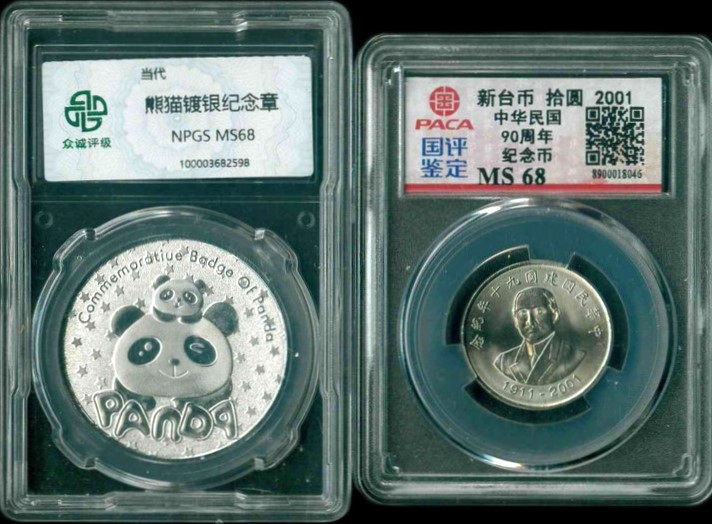 当代
熊猫镀银纪念章
NPGS MS68
众诚评级
100003682598
Commemorative Badge Of Panda
PANDA
PACA
国评
鉴定
新台币 拾圆 2001
中华民国
90周年
纪念币
MS 68
8900018046
中華民國建國九十年紀念
1911-2001